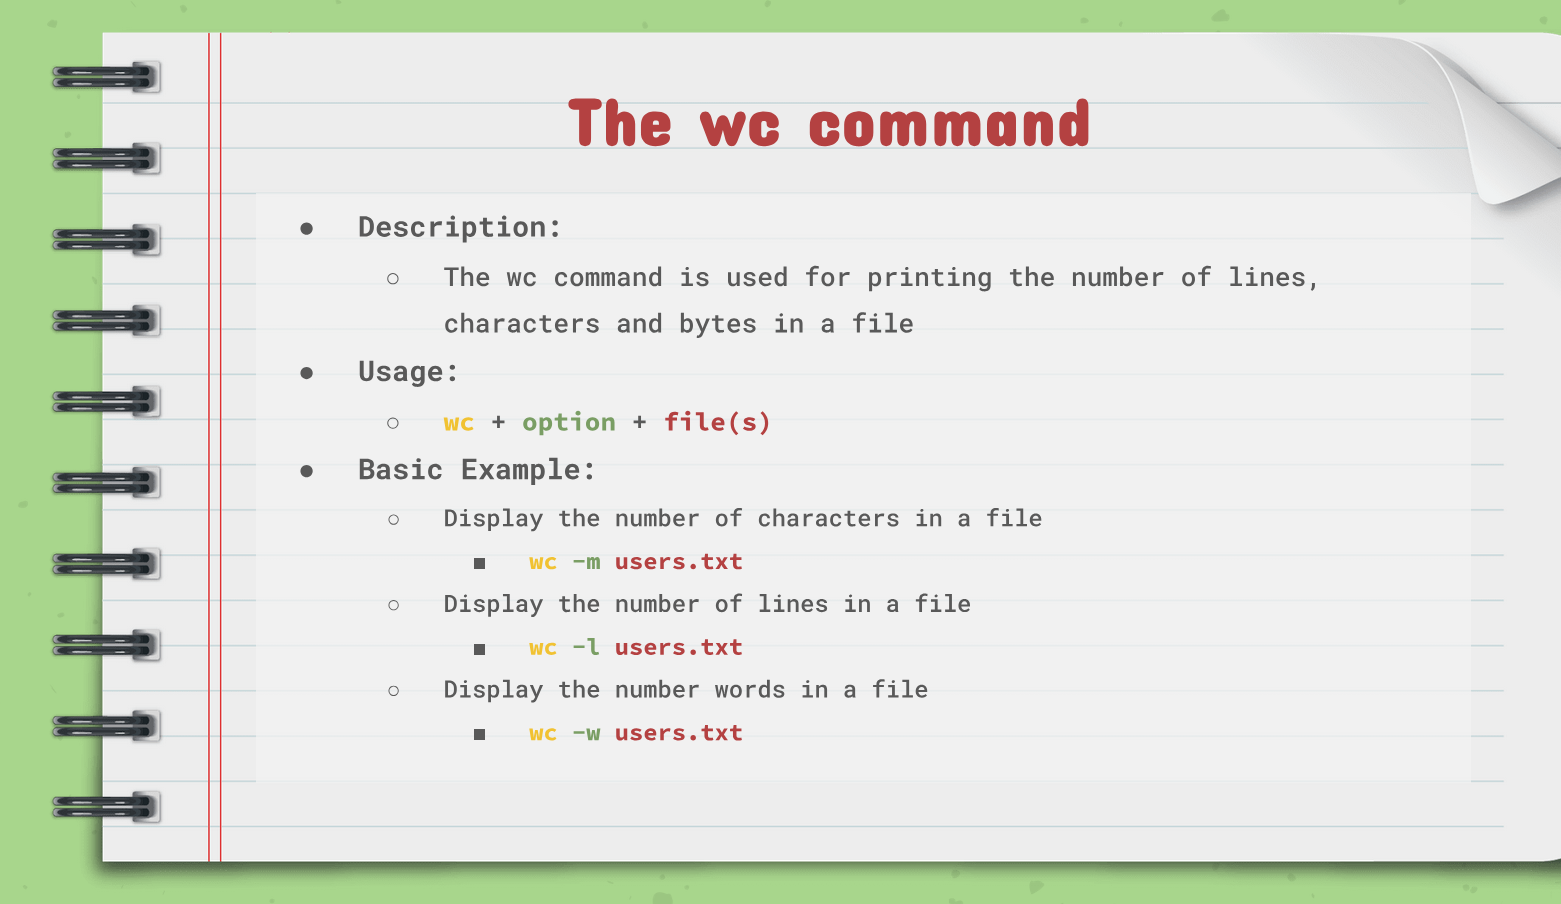 The wc command
● Description:
○ The wc command is used for printing the number of lines,
characters and bytes in a file
● Usage:
○ wc + option + file(s)
● Basic Example:
○ Display the number of characters in a file
■ wc -m users.txt
○ Display the number of lines in a file
■ wc -l users.txt
○ Display the number words in a file
■ wc -w users.txt